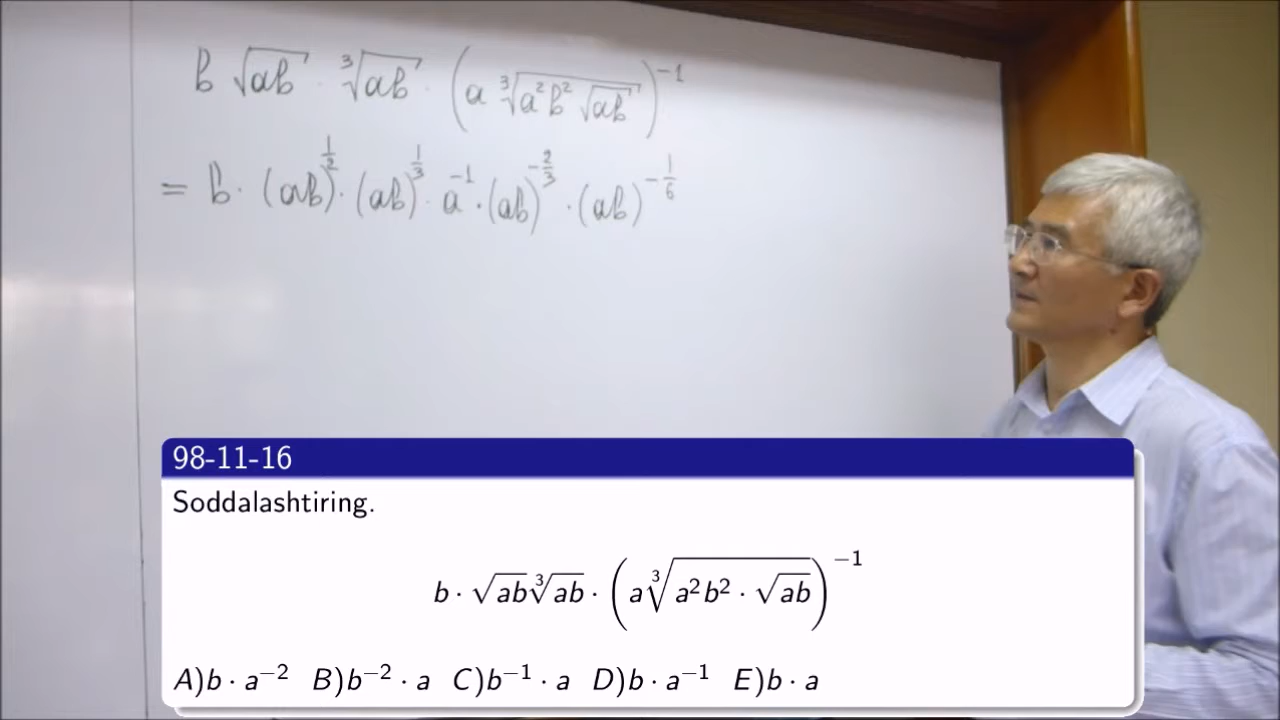 b √ab · ∛ab · (a ∛a²b² √ab)⁻¹
= b · (ab)^{1/2} · (ab)^{1/3} · a⁻¹ · (ab)^{-2/3} · (ab)^{-1/6}
98-11-16
Soddalashtiring.
b · √ab ∛ab · (a ∛a²b² · √ab)⁻¹
A)b · a⁻² B)b⁻² · a C)b⁻¹ · a D)b · a⁻¹ E)b · a